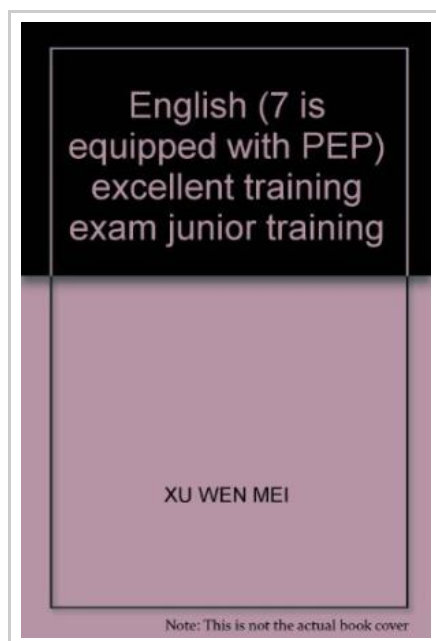 English (7 is
equipped with PEP)
excellent training
exam junior training
XU WEN MEI
Note: This is not the actual book cover